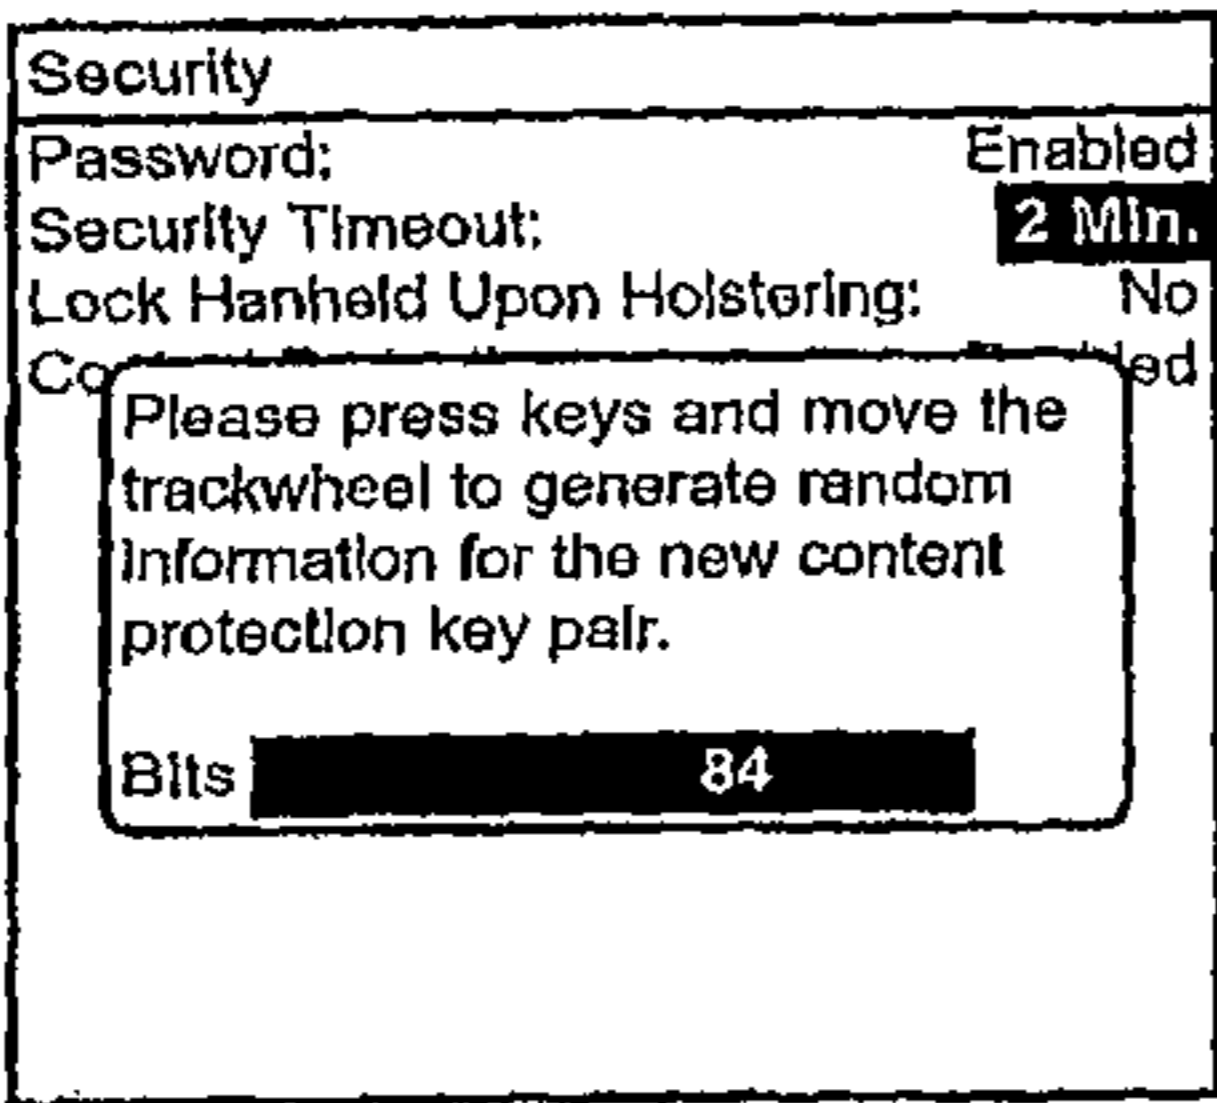 Security
Password: Enabled
Security Timeout: 2 Min.
Lock Hanheld Upon Holstering: No
Please press keys and move the
trackwheel to generate random
information for the new content
protection key pair.
Bits 84